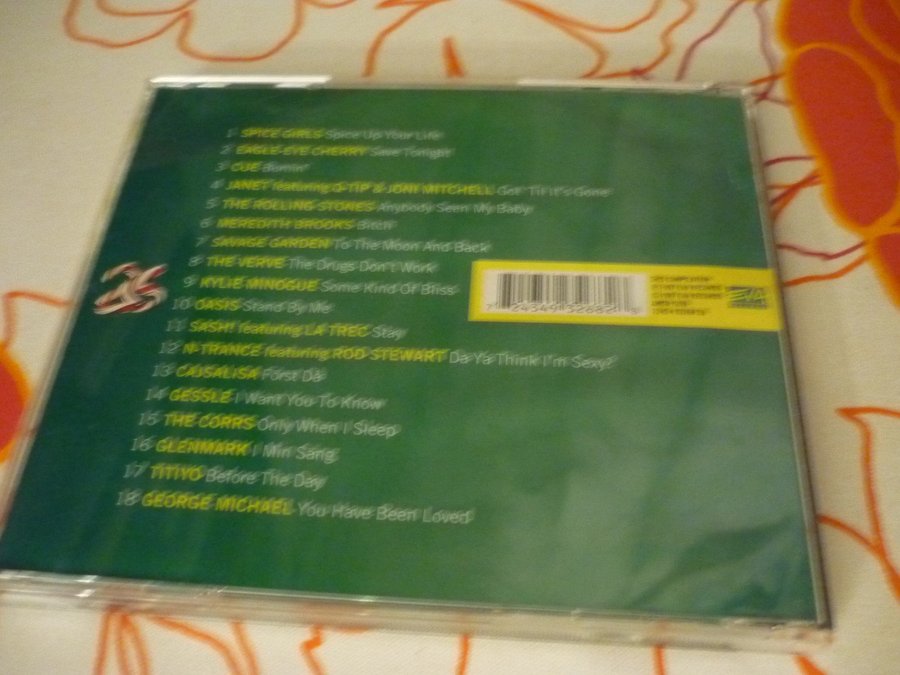 1 SPICE GIRLS Spice Up Your Life
2 EAGLE-EYE CHERRY Save Tonight
3 CUE Burnin'
4 JANET featuring Q-TIP & JONI MITCHELL Got 'Til It's Gone
5 THE ROLLING STONES Anybody Seen My Baby
6 MEREDITH BROOKS Bitch
7 SAVAGE GARDEN To The Moon And Back
8 THE VERVE The Drugs Don't Work
9 KYLIE MINOGUE Some Kind Of Bliss
10 OASIS Stand By Me
11 SASH! featuring LA TREC Stay
12 N-TRANCE featuring ROD STEWART Da Ya Think I'm Sexy?
13 CAUSALISA Först Då
14 GESSLE I Want You To Know
15 THE CORRS Only When I Sleep
16 GLENMARK I Min Sång
17 TITIYO Before The Day
18 GEORGE MICHAEL You Have Been Loved